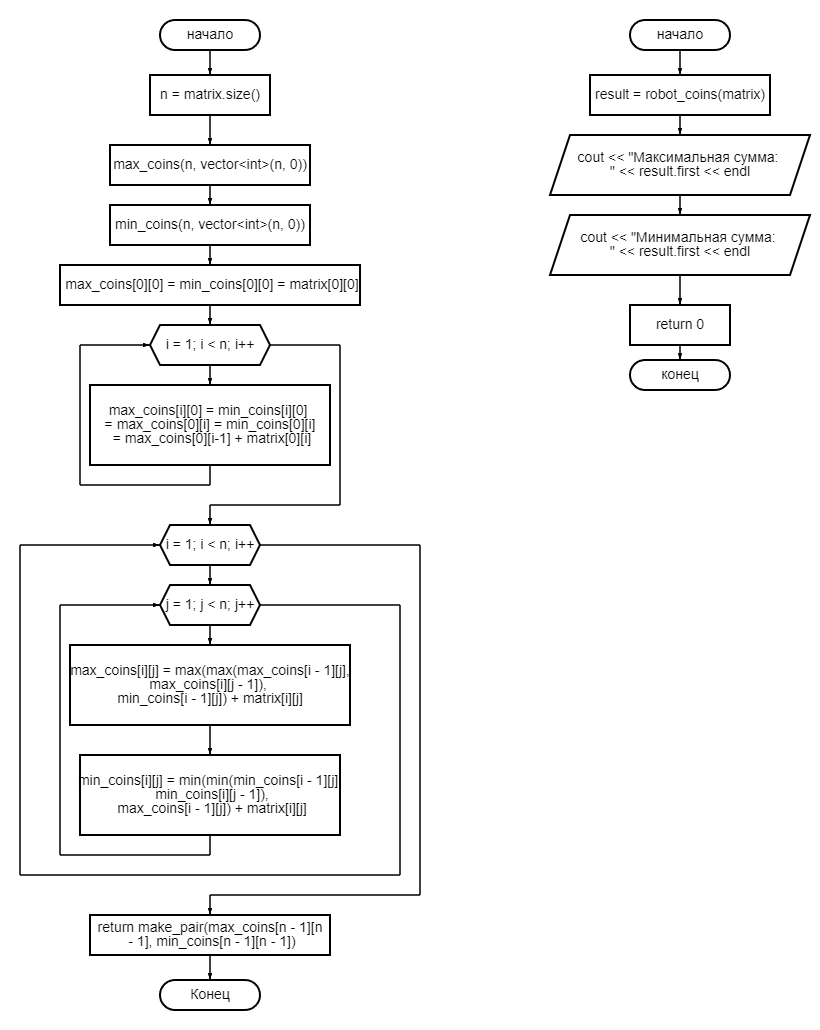 начало
n = matrix.size()
max_coins(n, vector<int>(n, 0))
min_coins(n, vector<int>(n, 0))
max_coins[0][0] = min_coins[0][0] = matrix[0][0]
i = 1; i < n; i++
max_coins[i][0] = min_coins[i][0]
= max_coins[0][i] = min_coins[0][i]
= max_coins[0][i-1] + matrix[0][i]
i = 1; i < n; i++
j = 1; j < n; j++
max_coins[i][j] = max(max(max_coins[i - 1][j],
max_coins[i][j - 1]),
min_coins[i - 1][j]) + matrix[i][j]
min_coins[i][j] = min(min(min_coins[i - 1][j]
min_coins[i][j - 1]),
max_coins[i - 1][j]) + matrix[i][j]
return make_pair(max_coins[n - 1][n
- 1], min_coins[n - 1][n - 1])
Конец
начало
result = robot_coins(matrix)
cout << "Максимальная сумма:
" << result.first << endl
cout << "Минимальная сумма:
" << result.first << endl
return 0
конец